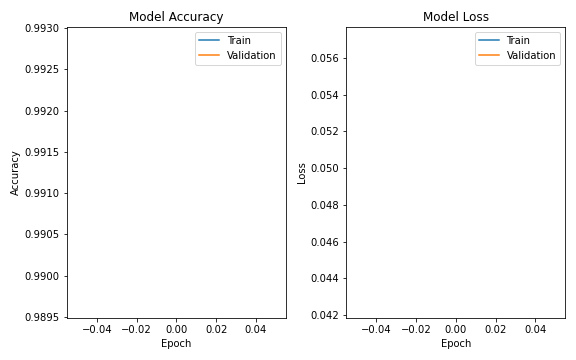 Model Accuracy
Train
Validation
0.9930
0.9925
0.9920
0.9915
0.9910
0.9905
0.9900
0.9895
Accuracy
−0.04 −0.02 0.00 0.02 0.04
Epoch
Model Loss
Train
Validation
0.056
0.054
0.052
0.050
0.048
0.046
0.044
0.042
Loss
−0.04 −0.02 0.00 0.02 0.04
Epoch